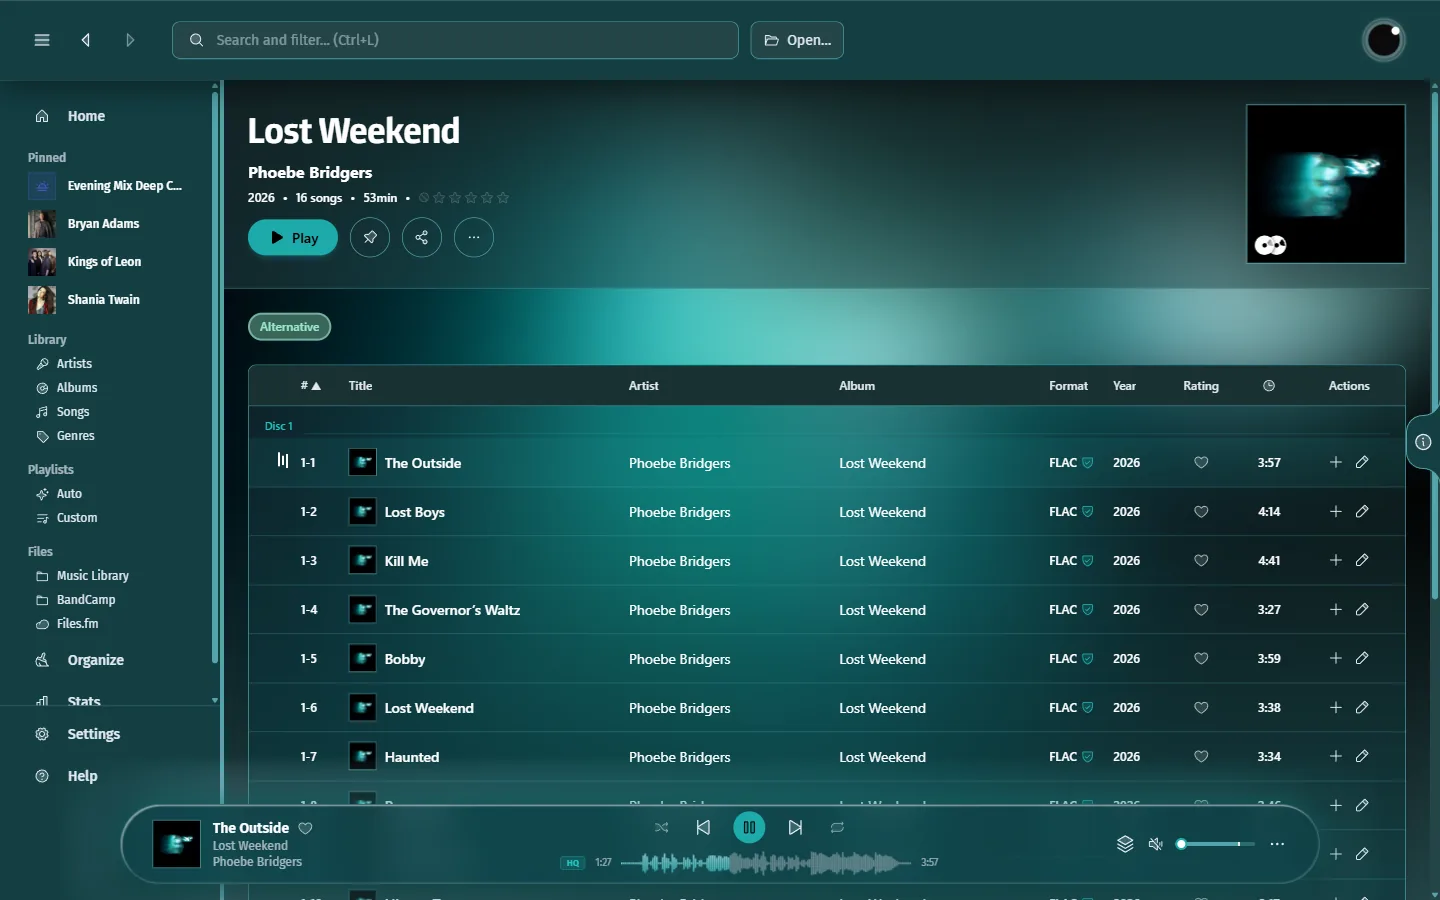 Search and filter... (Ctrl+L)
Open...
Home
Pinned
Evening Mix Deep C...
Bryan Adams
Kings of Leon
Shania Twain
Library
Artists
Albums
Songs
Genres
Playlists
Auto
Custom
Files
Music Library
BandCamp
Files.fm
Organize
Stats
Settings
Help
Lost Weekend
Phoebe Bridgers
2026 • 16 songs • 53min •
Play
Alternative
# ▲ Title Artist Album Format Year Rating Actions
Disc 1
1-1 The Outside Phoebe Bridgers Lost Weekend FLAC 2026 3:57
1-2 Lost Boys Phoebe Bridgers Lost Weekend FLAC 2026 4:14
1-3 Kill Me Phoebe Bridgers Lost Weekend FLAC 2026 4:41
1-4 The Governor’s Waltz Phoebe Bridgers Lost Weekend FLAC 2026 3:27
1-5 Bobby Phoebe Bridgers Lost Weekend FLAC 2026 3:59
1-6 Lost Weekend Phoebe Bridgers Lost Weekend FLAC 2026 3:38
1-7 Haunted Phoebe Bridgers Lost Weekend FLAC 2026 3:34
The Outside
Lost Weekend
Phoebe Bridgers
HQ 1:27 3:57